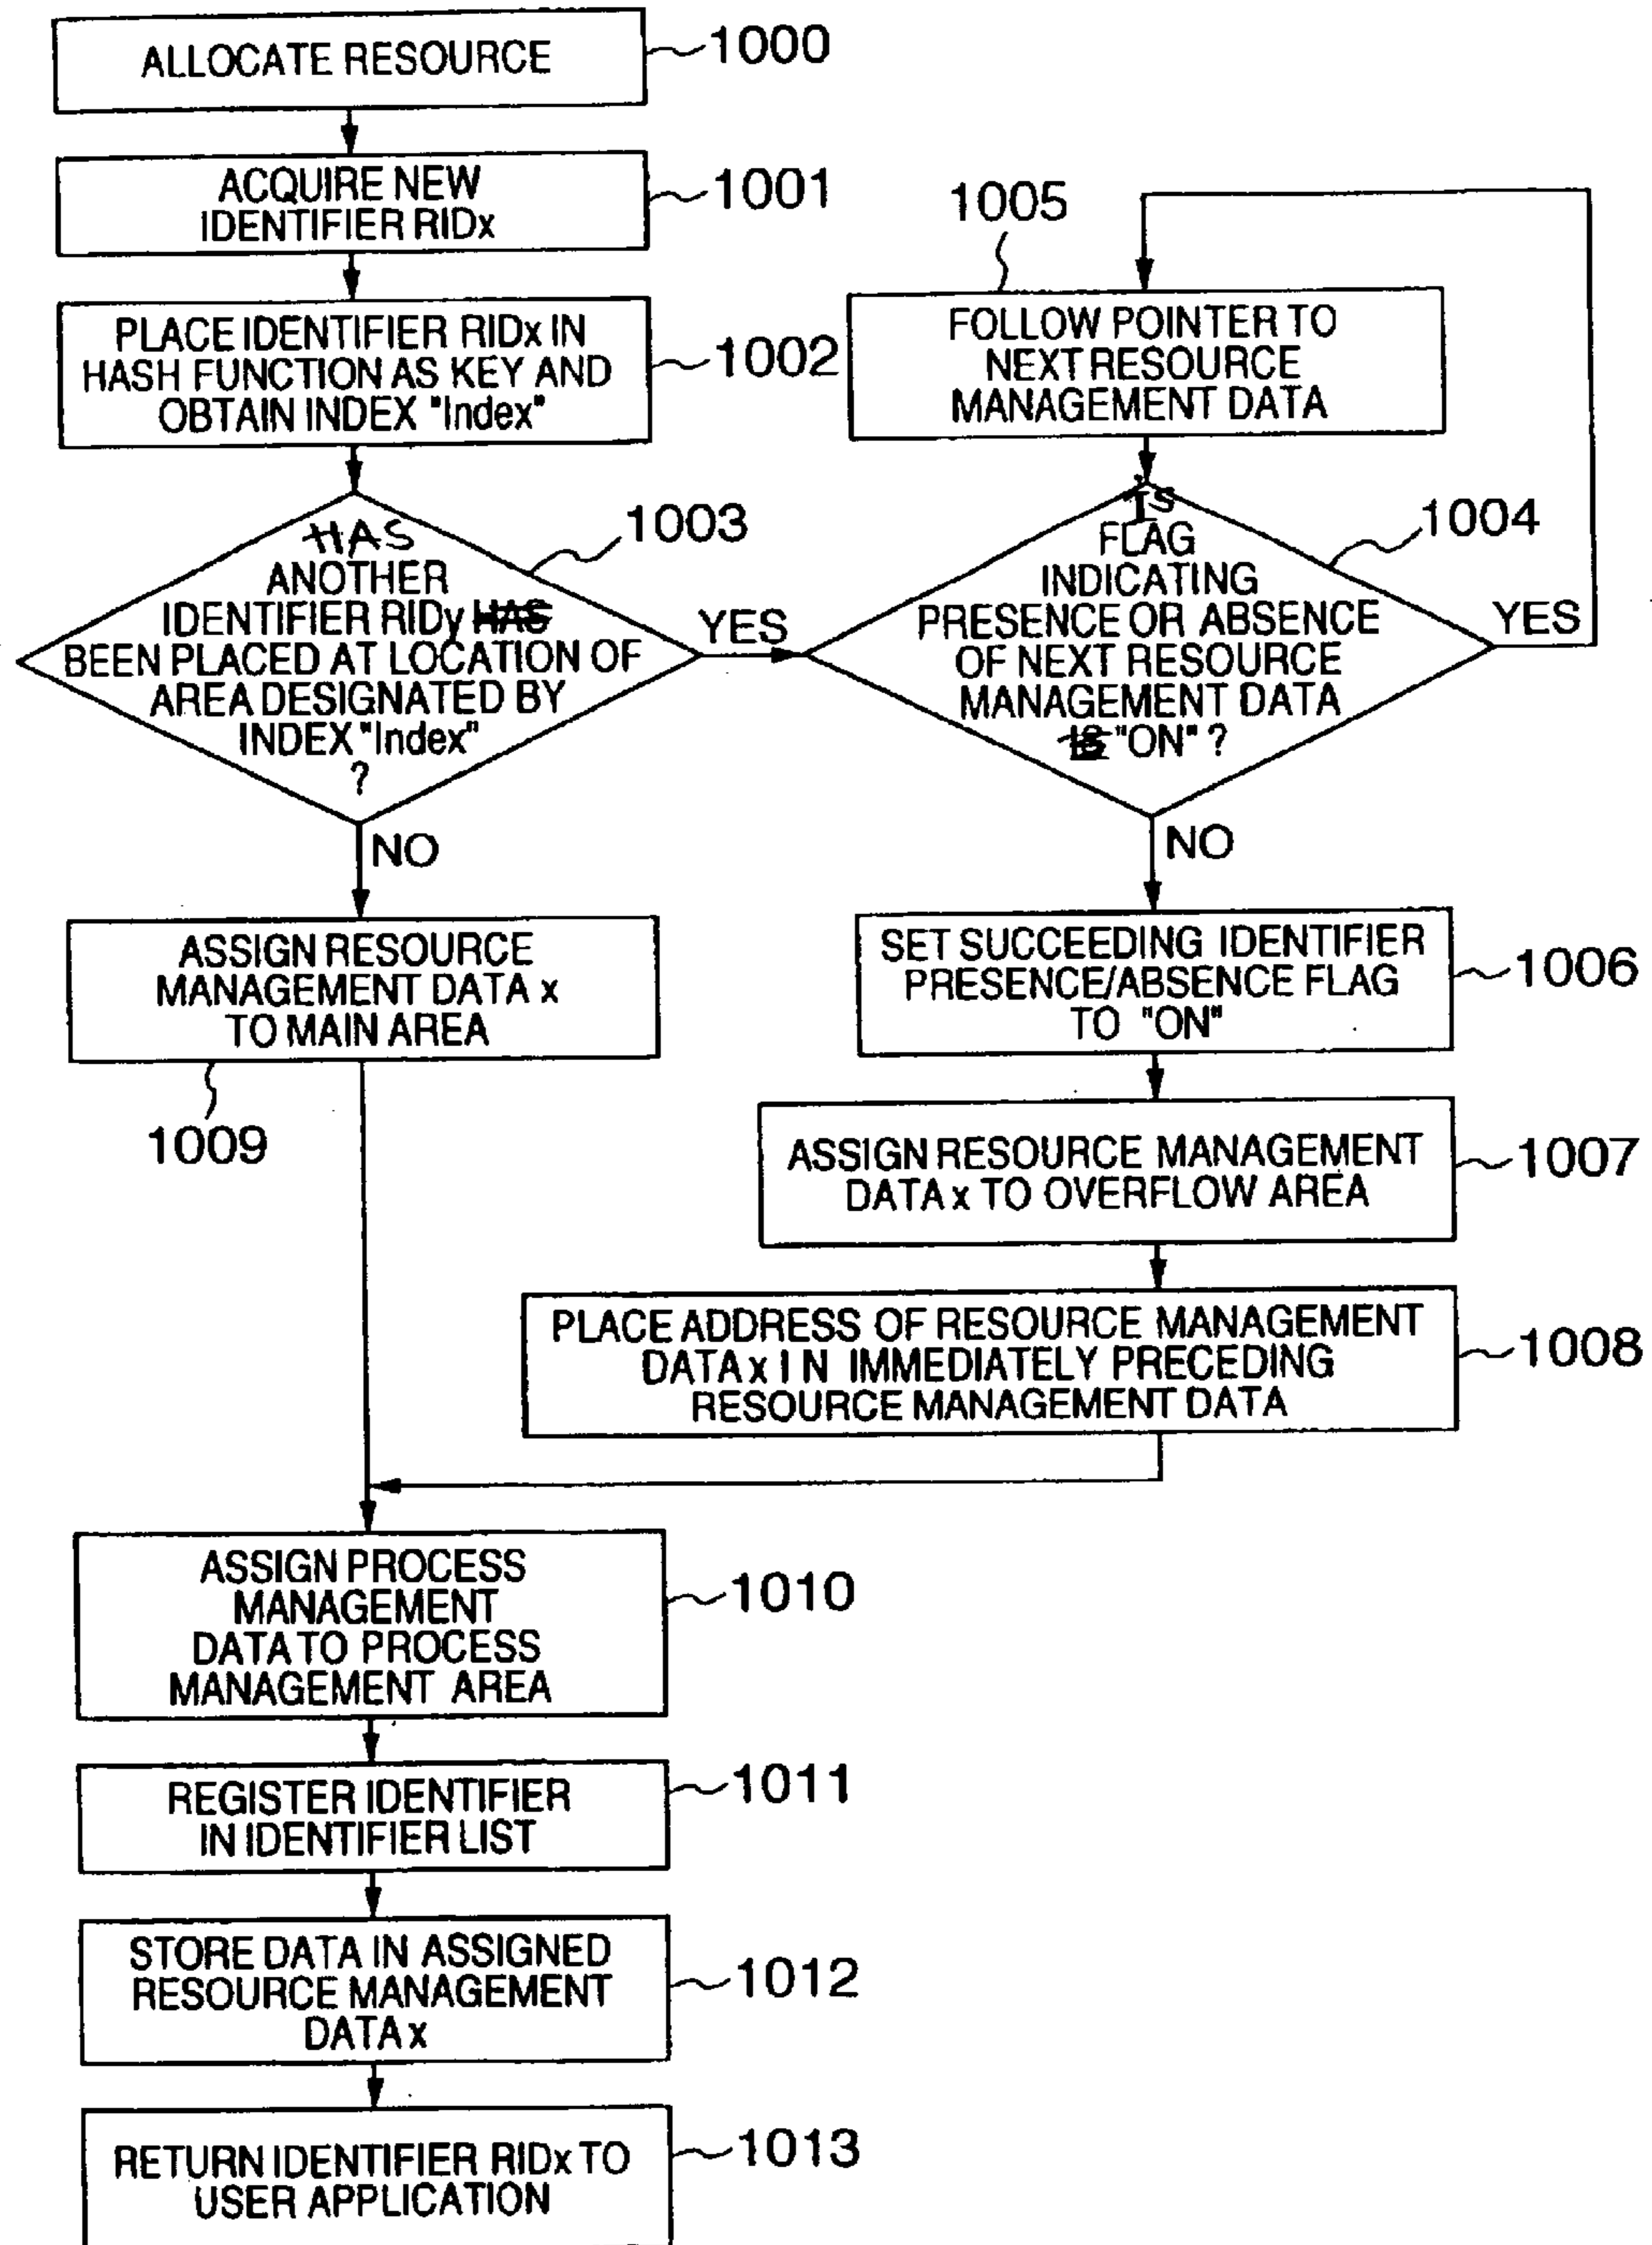 ALLOCATE RESOURCE
1000
ACQUIRE NEW
IDENTIFIER RIDx
1001
PLACE IDENTIFIER RIDx IN
HASH FUNCTION AS KEY AND
OBTAIN INDEX "Index"
1002
HAS
ANOTHER
IDENTIFIER RIDy HAS
BEEN PLACED AT LOCATION OF
AREA DESIGNATED BY
INDEX "Index"
?
1003
YES
NO
1005
FOLLOW POINTER TO
NEXT RESOURCE
MANAGEMENT DATA
IS
FLAG
INDICATING
PRESENCE OR ABSENCE
OF NEXT RESOURCE
MANAGEMENT DATA
IS "ON" ?
1004
YES
NO
ASSIGN RESOURCE
MANAGEMENT DATA x
TO MAIN AREA
1009
SET SUCCEEDING IDENTIFIER
PRESENCE/ABSENCE FLAG
TO "ON"
1006
ASSIGN RESOURCE MANAGEMENT
DATA x TO OVERFLOW AREA
1007
PLACE ADDRESS OF RESOURCE MANAGEMENT
DATA x IN IMMEDIATELY PRECEDING
RESOURCE MANAGEMENT DATA
1008
ASSIGN PROCESS
MANAGEMENT
DATA TO PROCESS
MANAGEMENT AREA
1010
REGISTER IDENTIFIER
IN IDENTIFIER LIST
1011
STORE DATA IN ASSIGNED
RESOURCE MANAGEMENT
DATA x
1012
RETURN IDENTIFIER RIDx TO
USER APPLICATION
1013